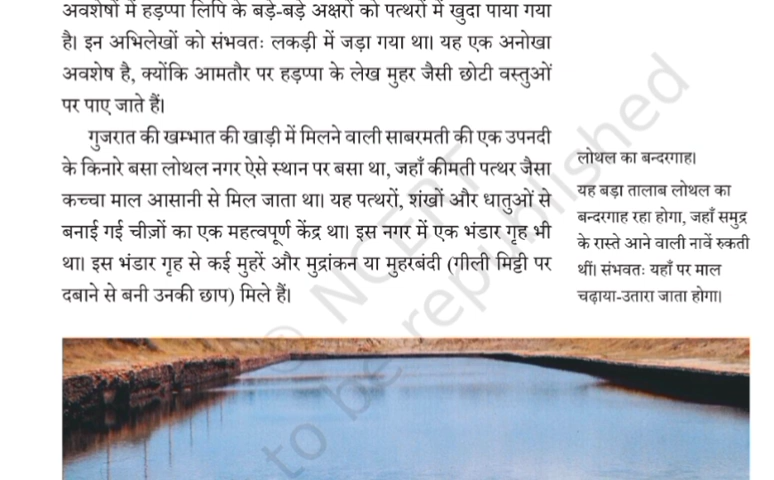 अवशेषों में हड़प्पा लिपि के बड़े-बड़े अक्षरों को पत्थरों में खुदा पाया गया
है। इन अभिलेखों को संभवतः लकड़ी में जड़ा गया था। यह एक अनोखा
अवशेष है, क्योंकि आमतौर पर हड़प्पा के लेख मुहर जैसी छोटी वस्तुओं
पर पाए जाते हैं।
गुजरात की खम्भात की खाड़ी में मिलने वाली साबरमती की एक उपनदी
के किनारे बसा लोथल नगर ऐसे स्थान पर बसा था, जहाँ कीमती पत्थर जैसा
कच्चा माल आसानी से मिल जाता था। यह पत्थरों, शंखों और धातुओं से
बनाई गई चीज़ों का एक महत्वपूर्ण केंद्र था। इस नगर में एक भंडार गृह भी
था। इस भंडार गृह से कई मुहरें और मुद्रांकन या मुहरबंदी (गीली मिट्टी पर
दबाने से बनी उनकी छाप) मिले हैं।
लोथल का बन्दरगाह।
यह बड़ा तालाब लोथल का
बन्दरगाह रहा होगा, जहाँ समुद्र
के रास्ते आने वाली नावें रुकती
थीं। संभवतः यहाँ पर माल
चढ़ाया-उतारा जाता होगा।
© NCERT
to be republished